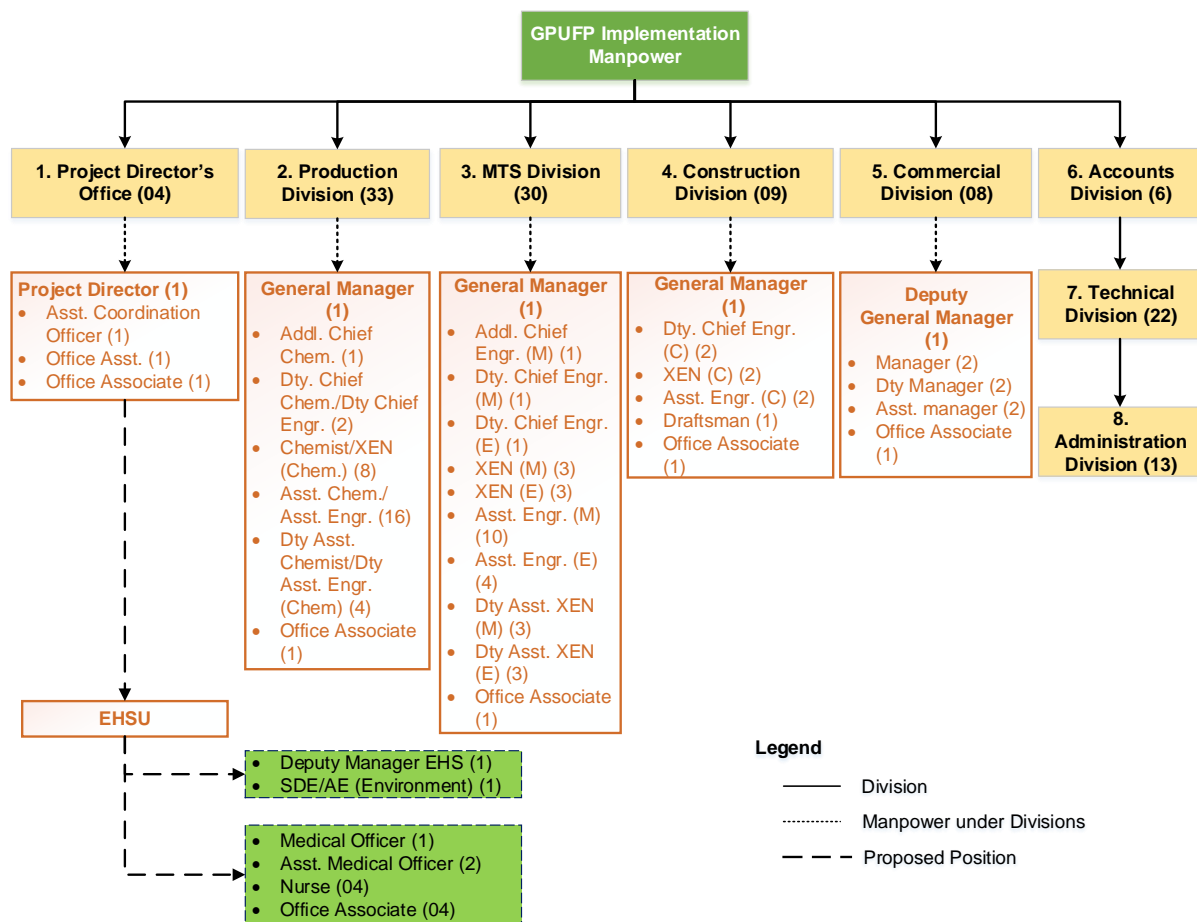 GPUFP Implementation
Manpower
1. Project Director's
Office (04)
2. Production
Division (33)
3. MTS Division
(30)
4. Construction
Division (09)
5. Commercial
Division (08)
6. Accounts
Division (6)
Project Director (1)
• Asst. Coordination
Officer (1)
• Office Asst. (1)
• Office Associate (1)
General Manager
(1)
• Addl. Chief
Chem. (1)
• Dty. Chief
Chem./Dty Chief
Engr. (2)
• Chemist/XEN
(Chem.) (8)
• Asst. Chem./
Asst. Engr. (16)
• Dty Asst.
Chemist/Dty
Asst. Engr.
(Chem) (4)
• Office Associate
(1)
General Manager
(1)
• Addl. Chief
Engr. (M) (1)
• Dty. Chief Engr.
(M) (1)
• Dty. Chief Engr.
(E) (1)
• XEN (M) (3)
• XEN (E) (3)
• Asst. Engr. (M)
(10)
• Asst. Engr. (E)
(4)
• Dty Asst. XEN
(M) (3)
• Dty Asst. XEN
(E) (3)
• Office Associate
(1)
General Manager
(1)
• Dty. Chief Engr.
(C) (2)
• XEN (C) (2)
• Asst. Engr. (C) (2)
• Draftsman (1)
• Office Associate
(1)
Deputy
General Manager
(1)
• Manager (2)
• Dty Manager (2)
• Asst. manager (2)
• Office Associate
(1)
7. Technical
Division (22)
8.
Administration
Division (13)
EHSU
• Deputy Manager EHS (1)
• SDE/AE (Environment) (1)
• Medical Officer (1)
• Asst. Medical Officer (2)
• Nurse (04)
• Office Associate (04)
Legend
Division
Manpower under Divisions
Proposed Position